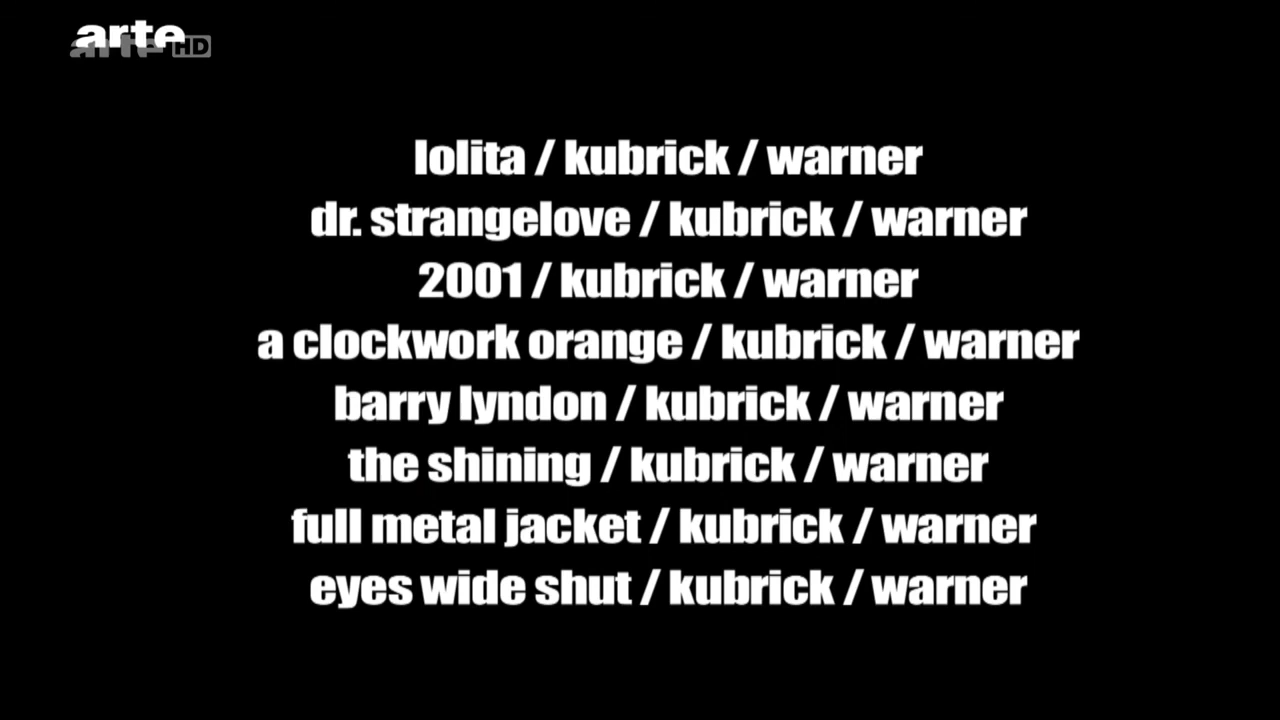 arte
arte HD
lolita / kubrick / warner
dr. strangelove / kubrick / warner
2001 / kubrick / warner
a clockwork orange / kubrick / warner
barry lyndon / kubrick / warner
the shining / kubrick / warner
full metal jacket / kubrick / warner
eyes wide shut / kubrick / warner